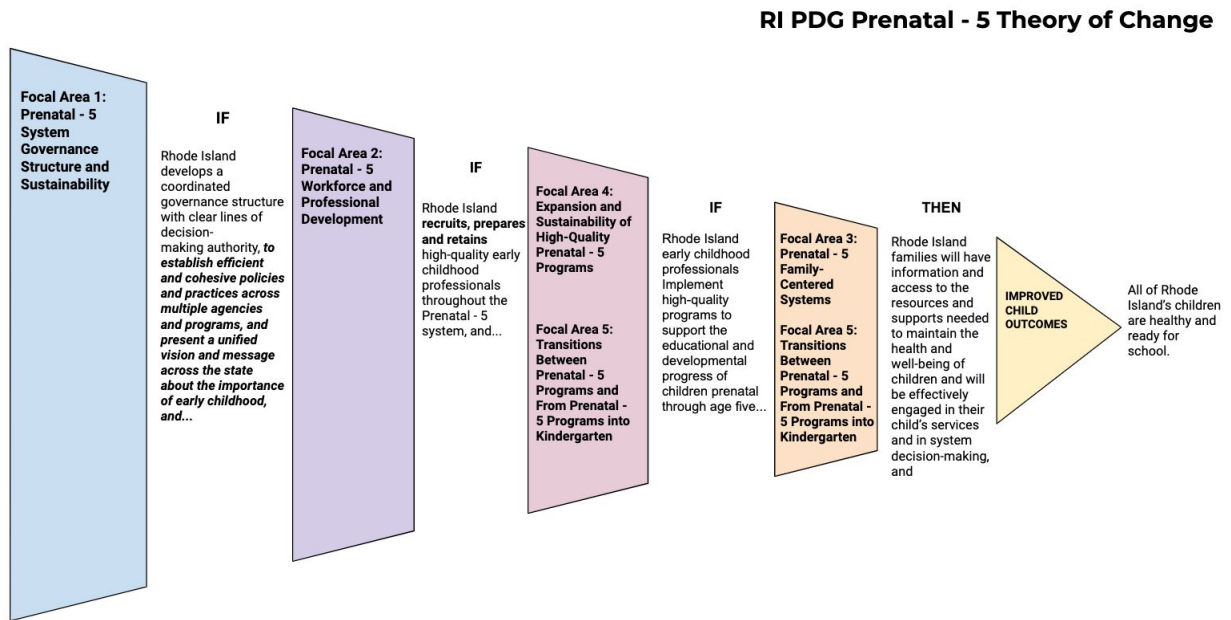 RI PDG Prenatal - 5 Theory of Change
Focal Area 1:
Prenatal - 5
System
Governance
Structure and
Sustainability
IF
Rhode Island
develops a
coordinated
governance structure
with clear lines of
decision-
making authority, to
establish efficient
and cohesive policies
and practices across
multiple agencies
and programs, and
present a unified
vision and message
across the state
about the importance
of early childhood,
and...
Focal Area 2:
Prenatal - 5
Workforce and
Professional
Development
IF
Rhode Island
recruits, prepares
and retains
high-quality early
childhood
professionals
throughout the
Prenatal - 5
system, and...
Focal Area 4:
Expansion and
Sustainability of
High-Quality
Prenatal - 5
Programs
Focal Area 5:
Transitions
Between
Prenatal - 5
Programs and
From Prenatal -
5 Programs into
Kindergarten
IF
Rhode Island
early childhood
professionals
Implement
high-quality
programs to
support the
educational and
developmental
progress of
children prenatal
through age five...
Focal Area 3:
Prenatal - 5
Family-
Centered
Systems
Focal Area 5:
Transitions
Between
Prenatal - 5
Programs and
From Prenatal -
5 Programs into
Kindergarten
THEN
Rhode Island
families will have
information and
access to the
resources and
supports needed
to maintain the
health and
well-being of
children and will
be effectively
engaged in their
child's services
and in system
decision-making,
and
IMPROVED
CHILD
OUTCOMES
All of Rhode
Island's children
are healthy and
ready for
school.